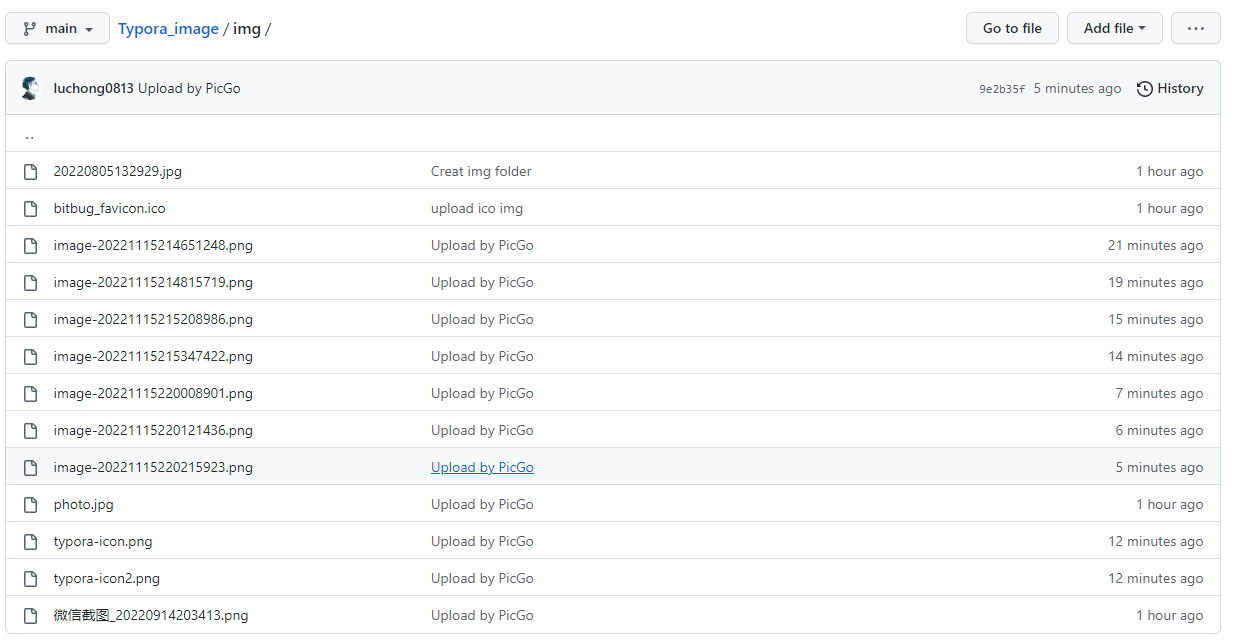 main Typora_image / img / Go to file Add file ...
luchong0813 Upload by PicGo 9e2b35f 5 minutes ago History
..
20220805132929.jpg Creat img folder 1 hour ago
bitbug_favicon.ico upload ico img 1 hour ago
image-20221115214651248.png Upload by PicGo 21 minutes ago
image-20221115214815719.png Upload by PicGo 19 minutes ago
image-20221115215208986.png Upload by PicGo 15 minutes ago
image-20221115215347422.png Upload by PicGo 14 minutes ago
image-20221115220008901.png Upload by PicGo 7 minutes ago
image-20221115220121436.png Upload by PicGo 6 minutes ago
image-20221115220215923.png Upload by PicGo 5 minutes ago
photo.jpg Upload by PicGo 1 hour ago
typora-icon.png Upload by PicGo 12 minutes ago
typora-icon2.png Upload by PicGo 12 minutes ago
微信截图_20220914203413.png Upload by PicGo 1 hour ago